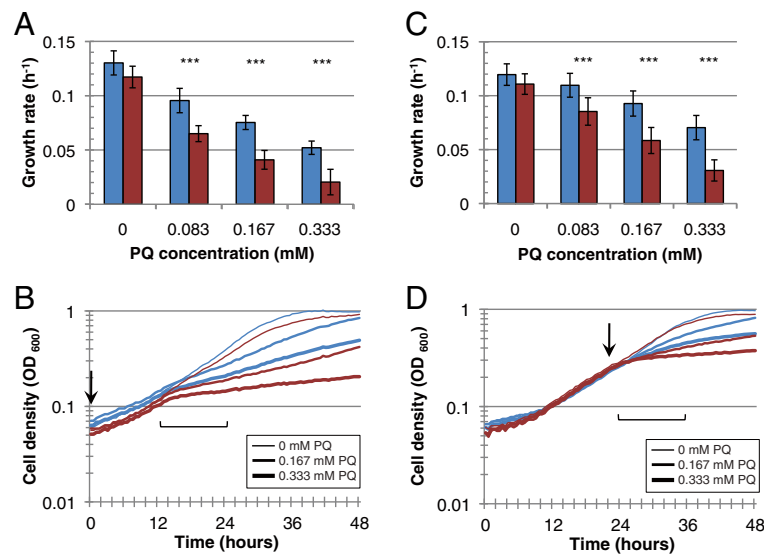 A
Growth rate (h-1)
0.15
0.1
0.05
0
***
***
***
0
0.083
0.167
0.333
PQ concentration (mM)
C
Growth rate (h-1)
0.15
0.1
0.05
0
***
***
***
0
0.083
0.167
0.333
PQ concentration (mM)
B
Cell density (OD 600)
1
0.1
0.01
0 mM PQ
0.167 mM PQ
0.333 mM PQ
0
12
24
36
48
Time (hours)
D
Cell density (OD 600)
1
0.1
0.01
0 mM PQ
0.167 mM PQ
0.333 mM PQ
0
12
24
36
48
Time (hours)